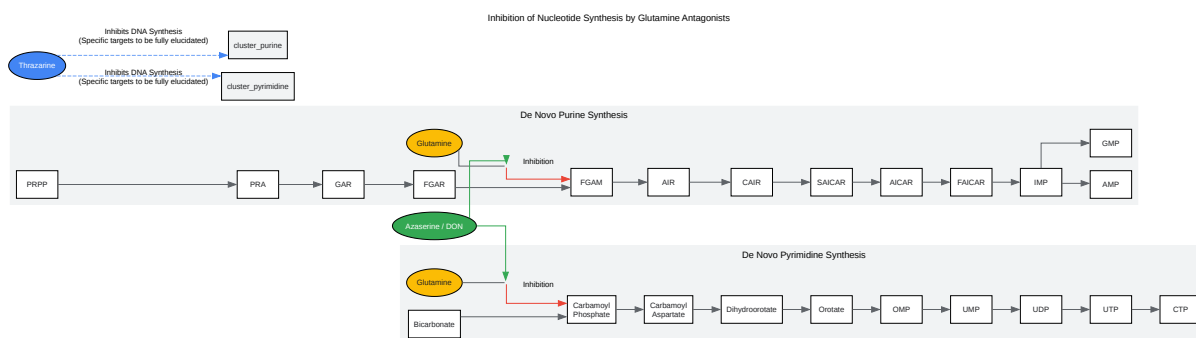 Inhibition of Nucleotide Synthesis by Glutamine Antagonists
Inhibits DNA Synthesis
(Specific targets to be fully elucidated)
cluster_purine
Thrazarine
Inhibits DNA Synthesis
(Specific targets to be fully elucidated)
cluster_pyrimidine
De Novo Purine Synthesis
Glutamine
Inhibition
GMP
PRPP
PRA
GAR
FGAR
FGAM
AIR
CAIR
SAICAR
AICAR
FAICAR
IMP
AMP
Azaserine / DON
De Novo Pyrimidine Synthesis
Glutamine
Inhibition
Bicarbonate
Carbamoyl
Phosphate
Carbamoyl
Aspartate
Dihydroorotate
Orotate
OMP
UMP
UDP
UTP
CTP